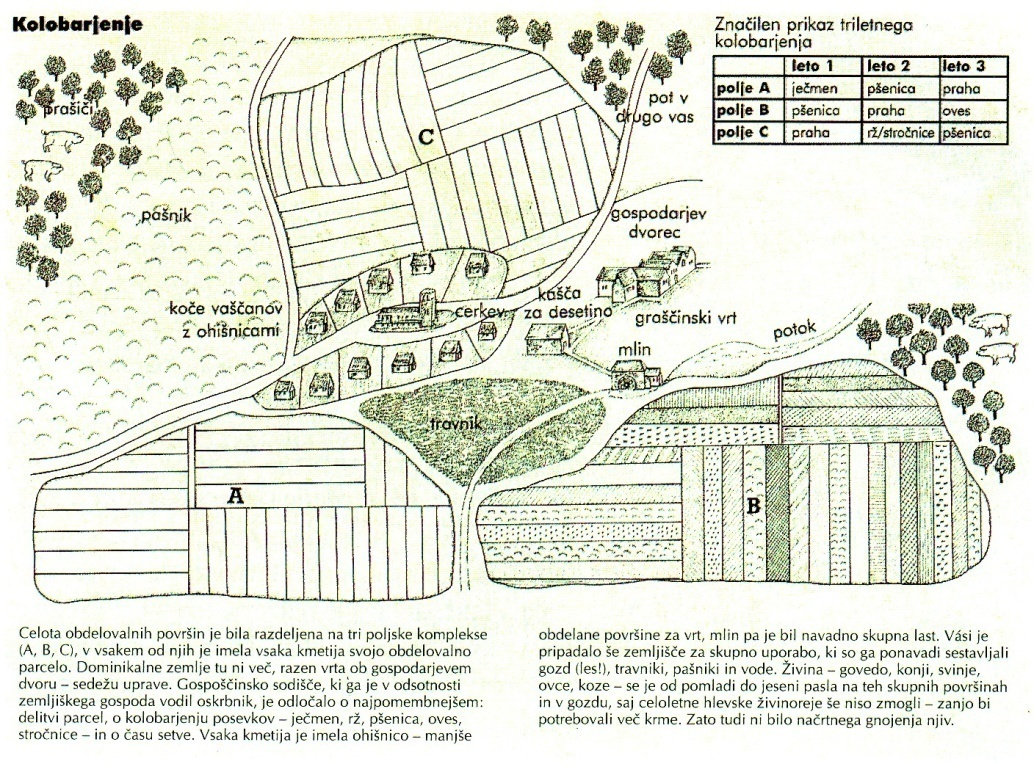 Kolobarjenje
Značilen prikaz triletnega
kolobarjenja
leto 1 leto 2 leto 3
polje A ječmen pšenica praha
polje B pšenica praha oves
polje C praha rž/stročnice pšenica
prašiči
pot v
drugo vas
C
pašnik
gospodarjev
dvorec
koče vaščanov
z ohišnicami
cerkev
kašča
za desetino
graščinski vrt
potok
mlin
travnik
A
B
Celota obdelovalnih površin je bila razdeljena na tri poljske komplekse
(A, B, C), v vsakem od njih je imela vsaka kmetija svojo obdelovalno
parcelo. Dominikalne zemlje tu ni več, razen vrta ob gospodarjevem
dvoru – sedežu uprave. Gospoščinsko sodišče, ki ga je v odsotnosti
zemljiškega gospoda vodil oskrbnik, je odločalo o najpomembnejšem:
delitvi parcel, o kolobarjenju posevkov – ječmen, rž, pšenica, oves,
stročnice – in o času setve. Vsaka kmetija je imela ohišnico – manjše
obdelane površine za vrt, mlin pa je bil navadno skupna last. Vási je
pripadalo še zemljišče za skupno uporabo, ki so ga ponavadi sestavljali
gozd (les!), travniki, pašniki in vode. Živina – govedo, konji, svinje,
ovce, koze – se je od pomladi do jeseni pasla na teh skupnih površinah
in v gozdu, saj celoletne hlevske živinoreje še niso zmogli – zanjo bi
potrebovali več krme. Zato tudi ni bilo načrtnega gnojenja njiv.